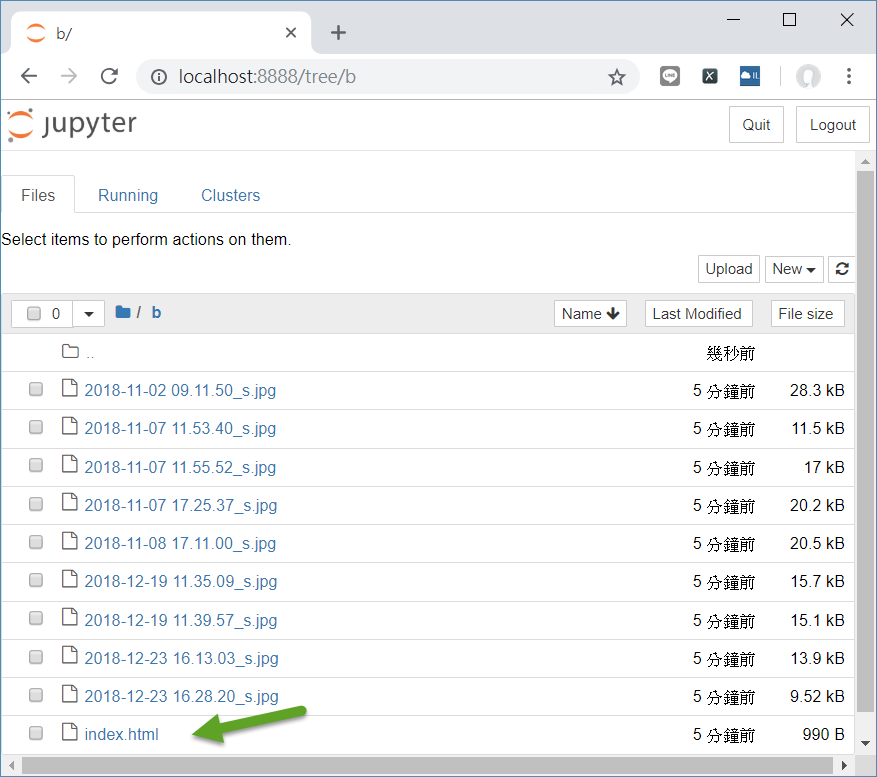 b/
localhost:8888/tree/b
IL
jupyter
Quit
Logout
Files
Running
Clusters
Select items to perform actions on them.
Upload
New
0
/ b
Name
Last Modified
File size
.. 幾秒前
2018-11-02 09.11.50_s.jpg 5 分鐘前 28.3 kB
2018-11-07 11.53.40_s.jpg 5 分鐘前 11.5 kB
2018-11-07 11.55.52_s.jpg 5 分鐘前 17 kB
2018-11-07 17.25.37_s.jpg 5 分鐘前 20.2 kB
2018-11-08 17.11.00_s.jpg 5 分鐘前 20.5 kB
2018-12-19 11.35.09_s.jpg 5 分鐘前 15.7 kB
2018-12-19 11.39.57_s.jpg 5 分鐘前 15.1 kB
2018-12-23 16.13.03_s.jpg 5 分鐘前 13.9 kB
2018-12-23 16.28.20_s.jpg 5 分鐘前 9.52 kB
index.html 5 分鐘前 990 B